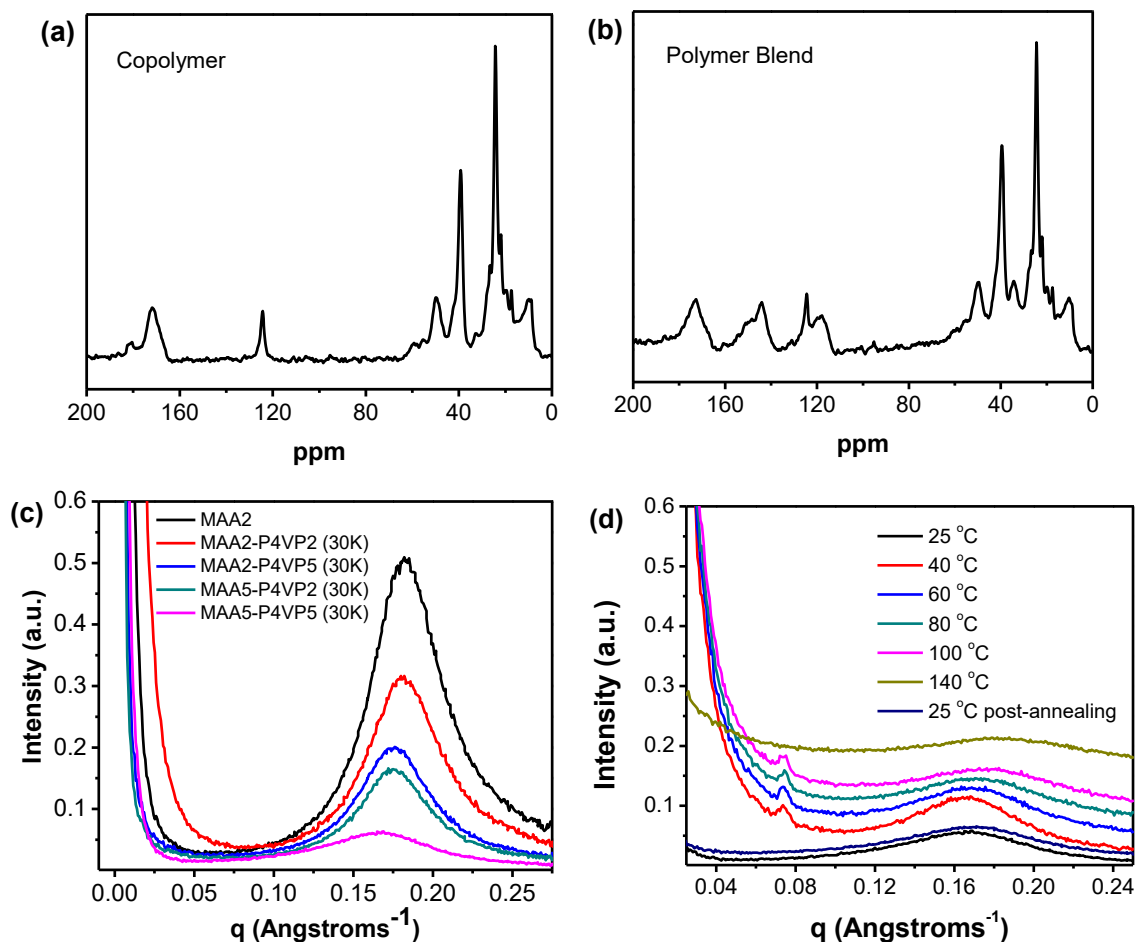 (a)
Copolymer
200 160 120 80 40 0
ppm
(b)
Polymer Blend
200 160 120 80 40 0
ppm
(c)
MAA2
MAA2-P4VP2 (30K)
MAA2-P4VP5 (30K)
MAA5-P4VP2 (30K)
MAA5-P4VP5 (30K)
0.6
0.5
0.4
0.3
0.2
0.1
Intensity (a.u.)
0.00 0.05 0.10 0.15 0.20 0.25
q (Angstroms⁻¹)
(d)
25 °C
40 °C
60 °C
80 °C
100 °C
140 °C
25 °C post-annealing
0.6
0.5
0.4
0.3
0.2
0.1
Intensity (a.u.)
0.04 0.08 0.12 0.16 0.20 0.24
q (Angstroms⁻¹)